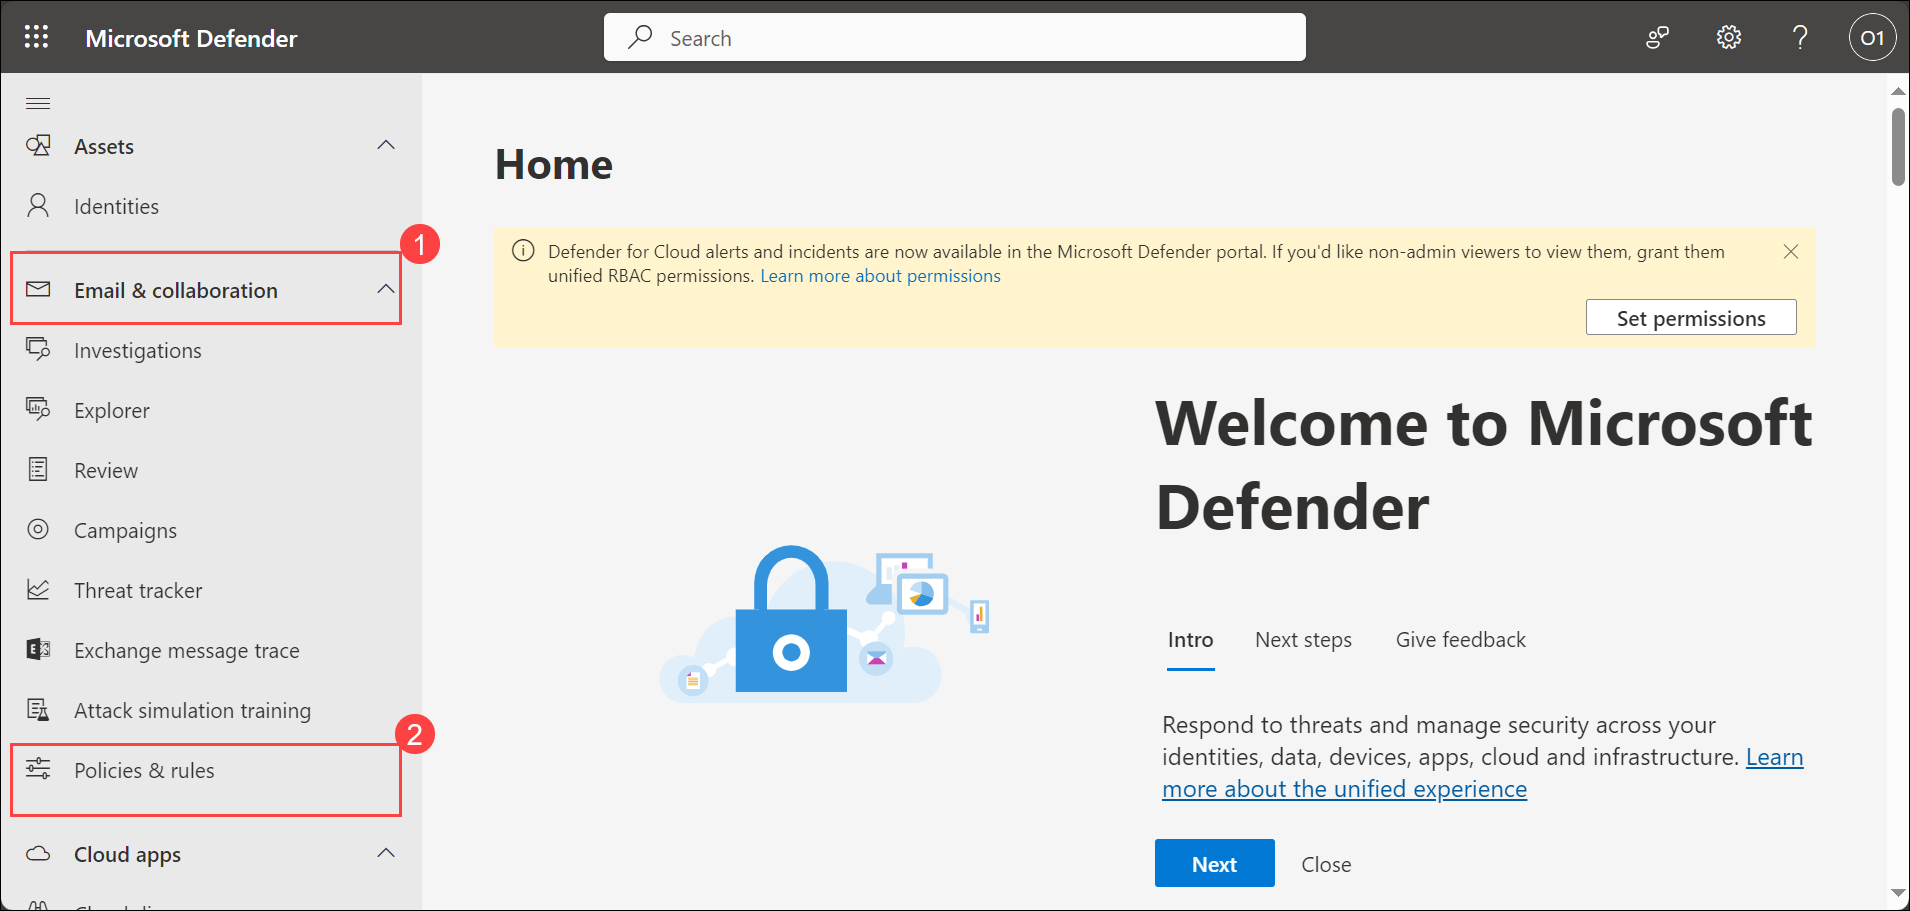 Microsoft Defender
Search
O1
Assets
Identities
1
Email & collaboration
Investigations
Explorer
Review
Campaigns
Threat tracker
Exchange message trace
Attack simulation training
2
Policies & rules
Cloud apps
Home
Defender for Cloud alerts and incidents are now available in the Microsoft Defender portal. If you'd like non-admin viewers to view them, grant them
unified RBAC permissions. Learn more about permissions
Set permissions
Welcome to Microsoft
Defender
Intro Next steps Give feedback
Respond to threats and manage security across your
identities, data, devices, apps, cloud and infrastructure. Learn
more about the unified experience
Next Close